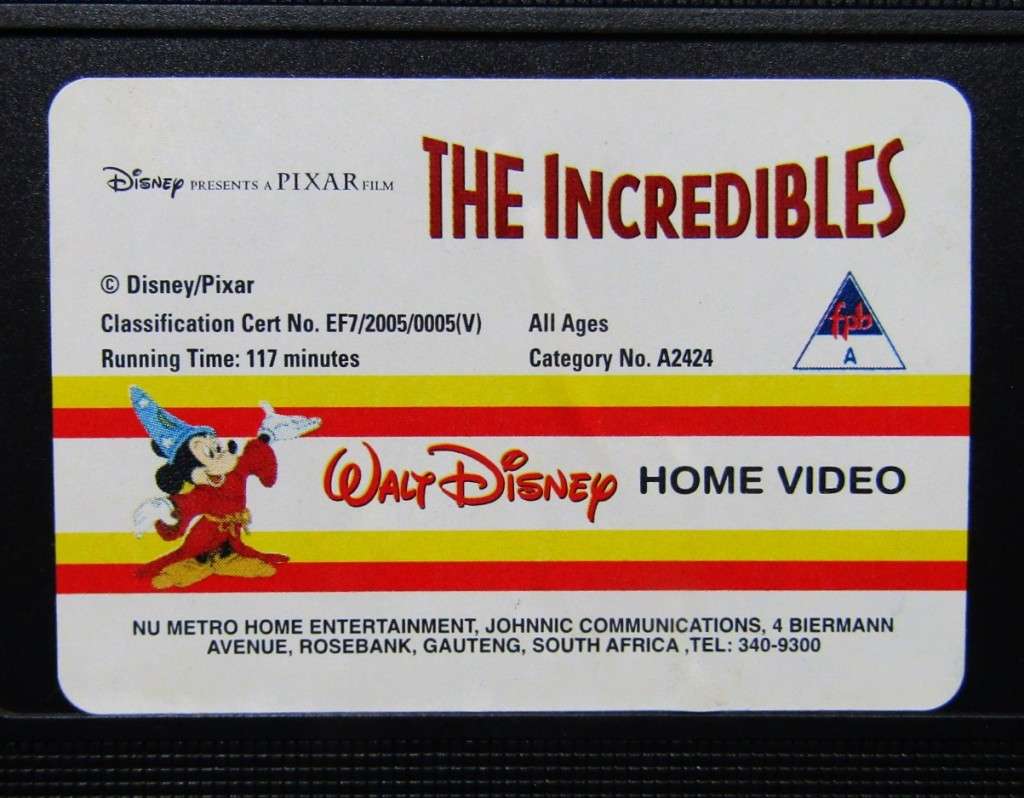 Disney PRESENTS A PIXAR FILM
THE INCREDIBLES
© Disney/Pixar
Classification Cert No. EF7/2005/0005(V) All Ages
Running Time: 117 minutes Category No. A2424
fpb
A
WALT DISNEY HOME VIDEO
NU METRO HOME ENTERTAINMENT, JOHNNIC COMMUNICATIONS, 4 BIERMANN
AVENUE, ROSEBANK, GAUTENG, SOUTH AFRICA ,TEL: 340-9300